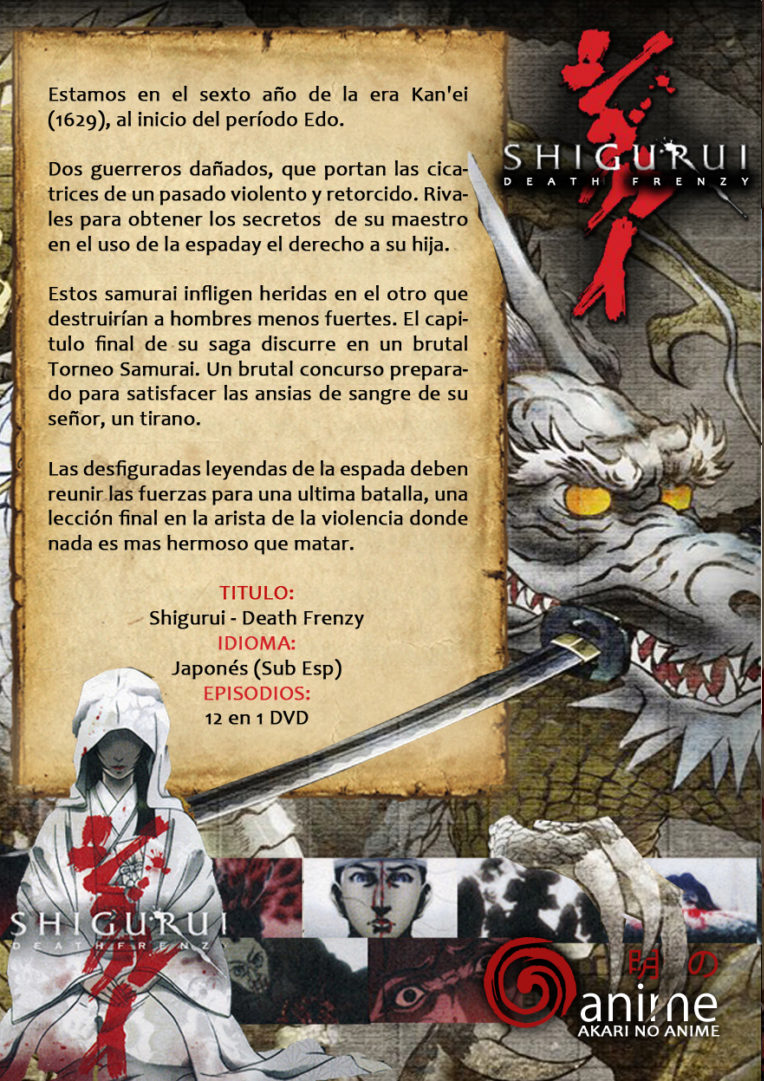 Estamos en el sexto año de la era Kan'ei
(1629), al inicio del período Edo.
Dos guerreros dañados, que portan las cica-
trices de un pasado violento y retorcido. Riva-
les para obtener los secretos de su maestro
en el uso de la espaday el derecho a su hija.
Estos samurai infligen heridas en el otro que
destruirían a hombres menos fuertes. El capi-
tulo final de su saga discurre en un brutal
Torneo Samurai. Un brutal concurso prepara-
do para satisfacer las ansias de sangre de su
señor, un tirano.
Las desfiguradas leyendas de la espada deben
reunir las fuerzas para una ultima batalla, una
lección final en la arista de la violencia donde
nada es mas hermoso que matar.
TITULO:
Shigurui - Death Frenzy
IDIOMA:
Japonés (Sub Esp)
EPISODIOS:
12 en 1 DVD
SHIGURUI
DEATH FRENZY
SHIGURUI
DEATH FRENZY
明の
anime
AKARI NO ANIME